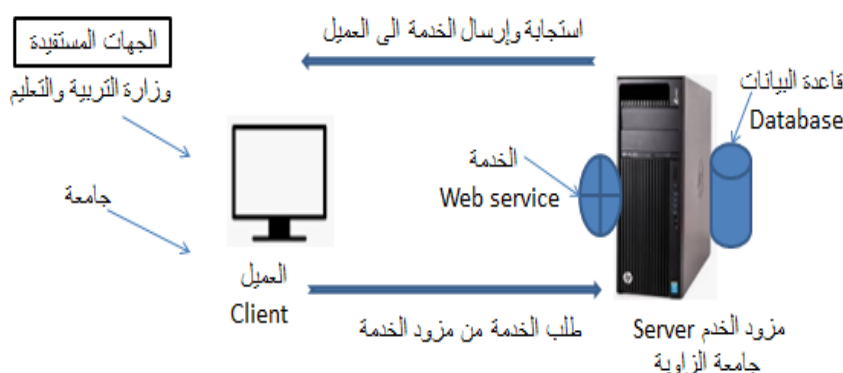 استجابة وإرسال الخدمة الى العميل
الجهات المستفيدة
وزارة التربية والتعليم
جامعة
قاعدة البيانات
Database
الخدمة
Web service
العميل
Client
طلب الخدمة من مزود الخدمة
مزود الخدم Server
جامعة الزاوية
hp